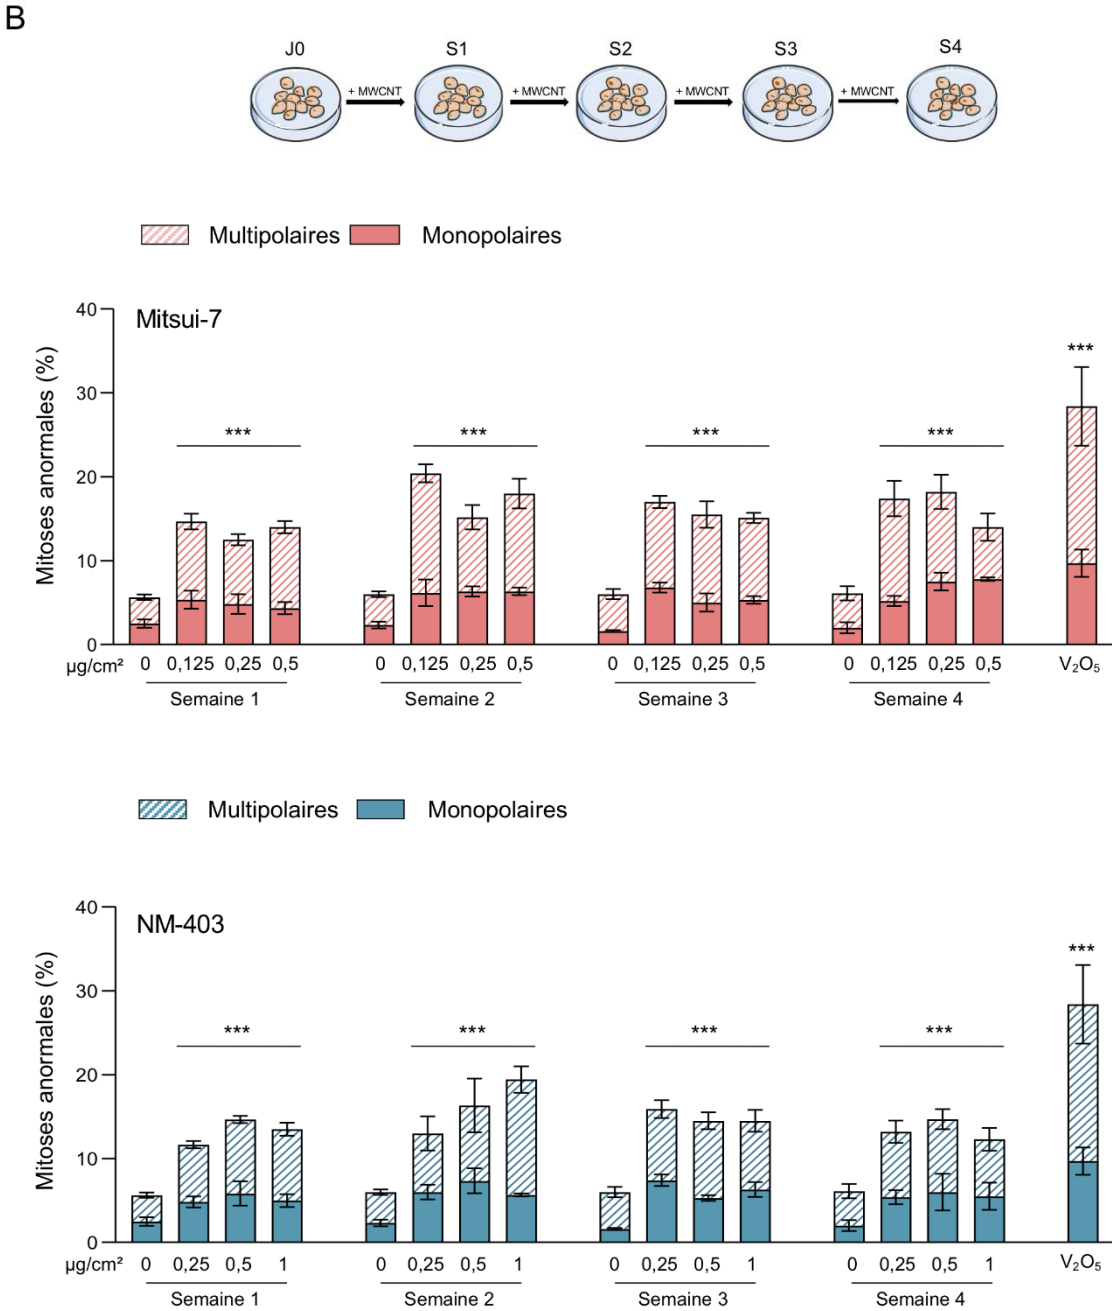 B
J0 S1 S2 S3 S4
+ MWCNT + MWCNT + MWCNT + MWCNT
Multipolaires Monopolaires
Mitsui-7
Mitoses anormales (%)
40
30
20
10
0
*** *** *** *** ***
µg/cm² 0 0,125 0,25 0,5 0 0,125 0,25 0,5 0 0,125 0,25 0,5 0 0,125 0,25 0,5 V₂O₅
Semaine 1 Semaine 2 Semaine 3 Semaine 4
Multipolaires Monopolaires
NM-403
Mitoses anormales (%)
40
30
20
10
0
*** *** *** *** ***
µg/cm² 0 0,25 0,5 1 0 0,25 0,5 1 0 0,25 0,5 1 0 0,25 0,5 1 V₂O₅
Semaine 1 Semaine 2 Semaine 3 Semaine 4